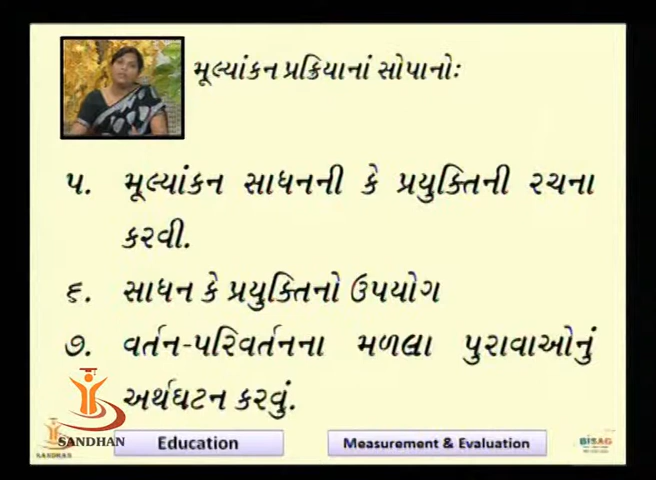 મૂલ્યાંકન પ્રક્રિયાનાં સોપાનોઃ
૫. મૂલ્યાંકન સાધનની કે પ્રયુક્તિની રચના
કરવી.
૬. સાધન કે પ્રયુક્તિનો ઉપયોગ
૭. વર્તન-પરિવર્તનના મળલા પુરાવાઓનું
અર્થઘટન કરવું.
SANDHAN
SANDHAN
Education
Measurement & Evaluation
BISAG